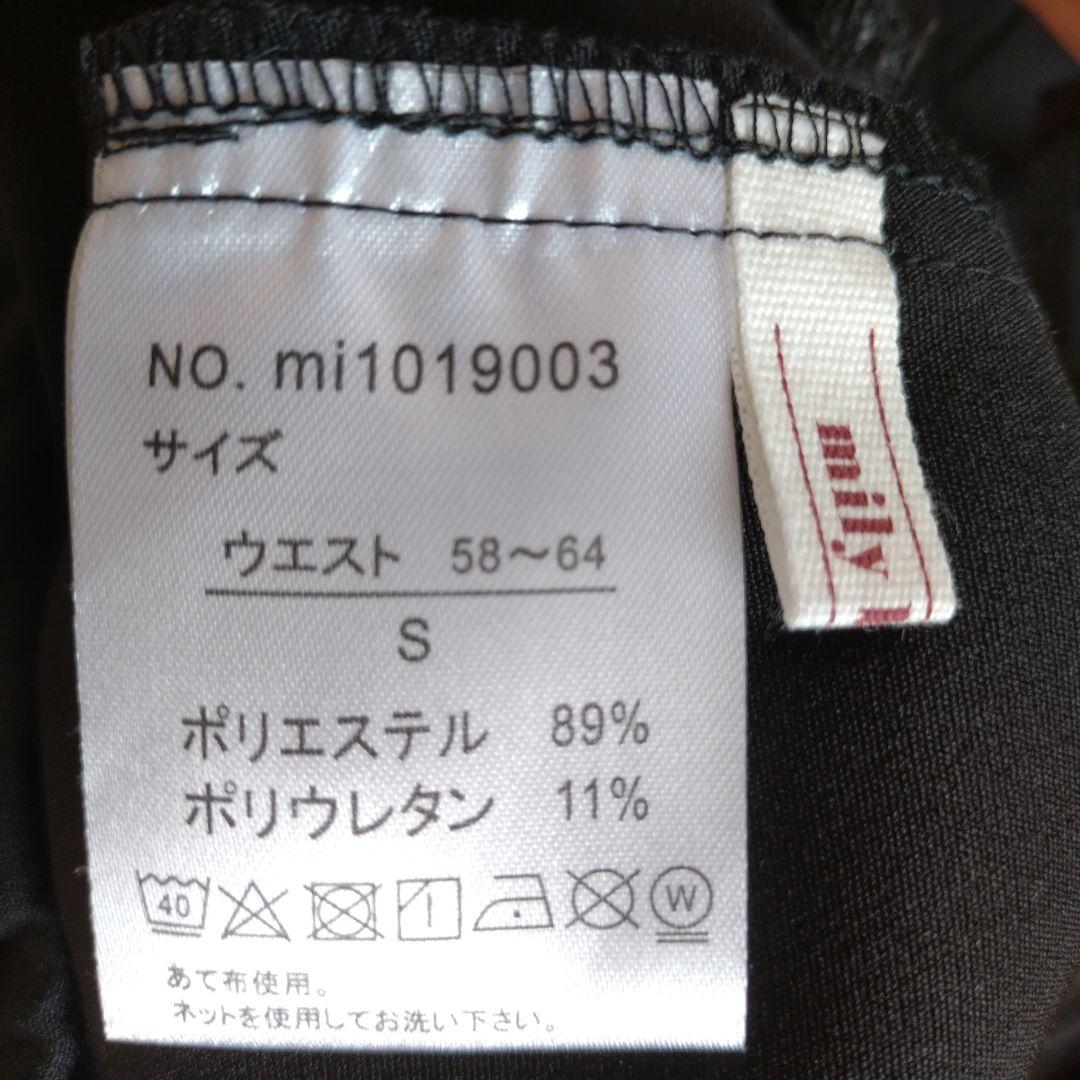 NO. mi1019003
サイズ
ウエスト 58～64
S
ポリエステル 89%
ポリウレタン 11%
40
W
あて布使用。
ネットを使用してお洗い下さい。
mily